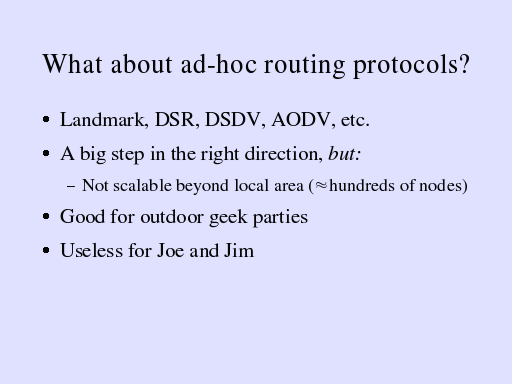 What about ad-hoc routing protocols?
• Landmark, DSR, DSDV, AODV, etc.
• A big step in the right direction, but:
– Not scalable beyond local area (≈hundreds of nodes)
• Good for outdoor geek parties
• Useless for Joe and Jim